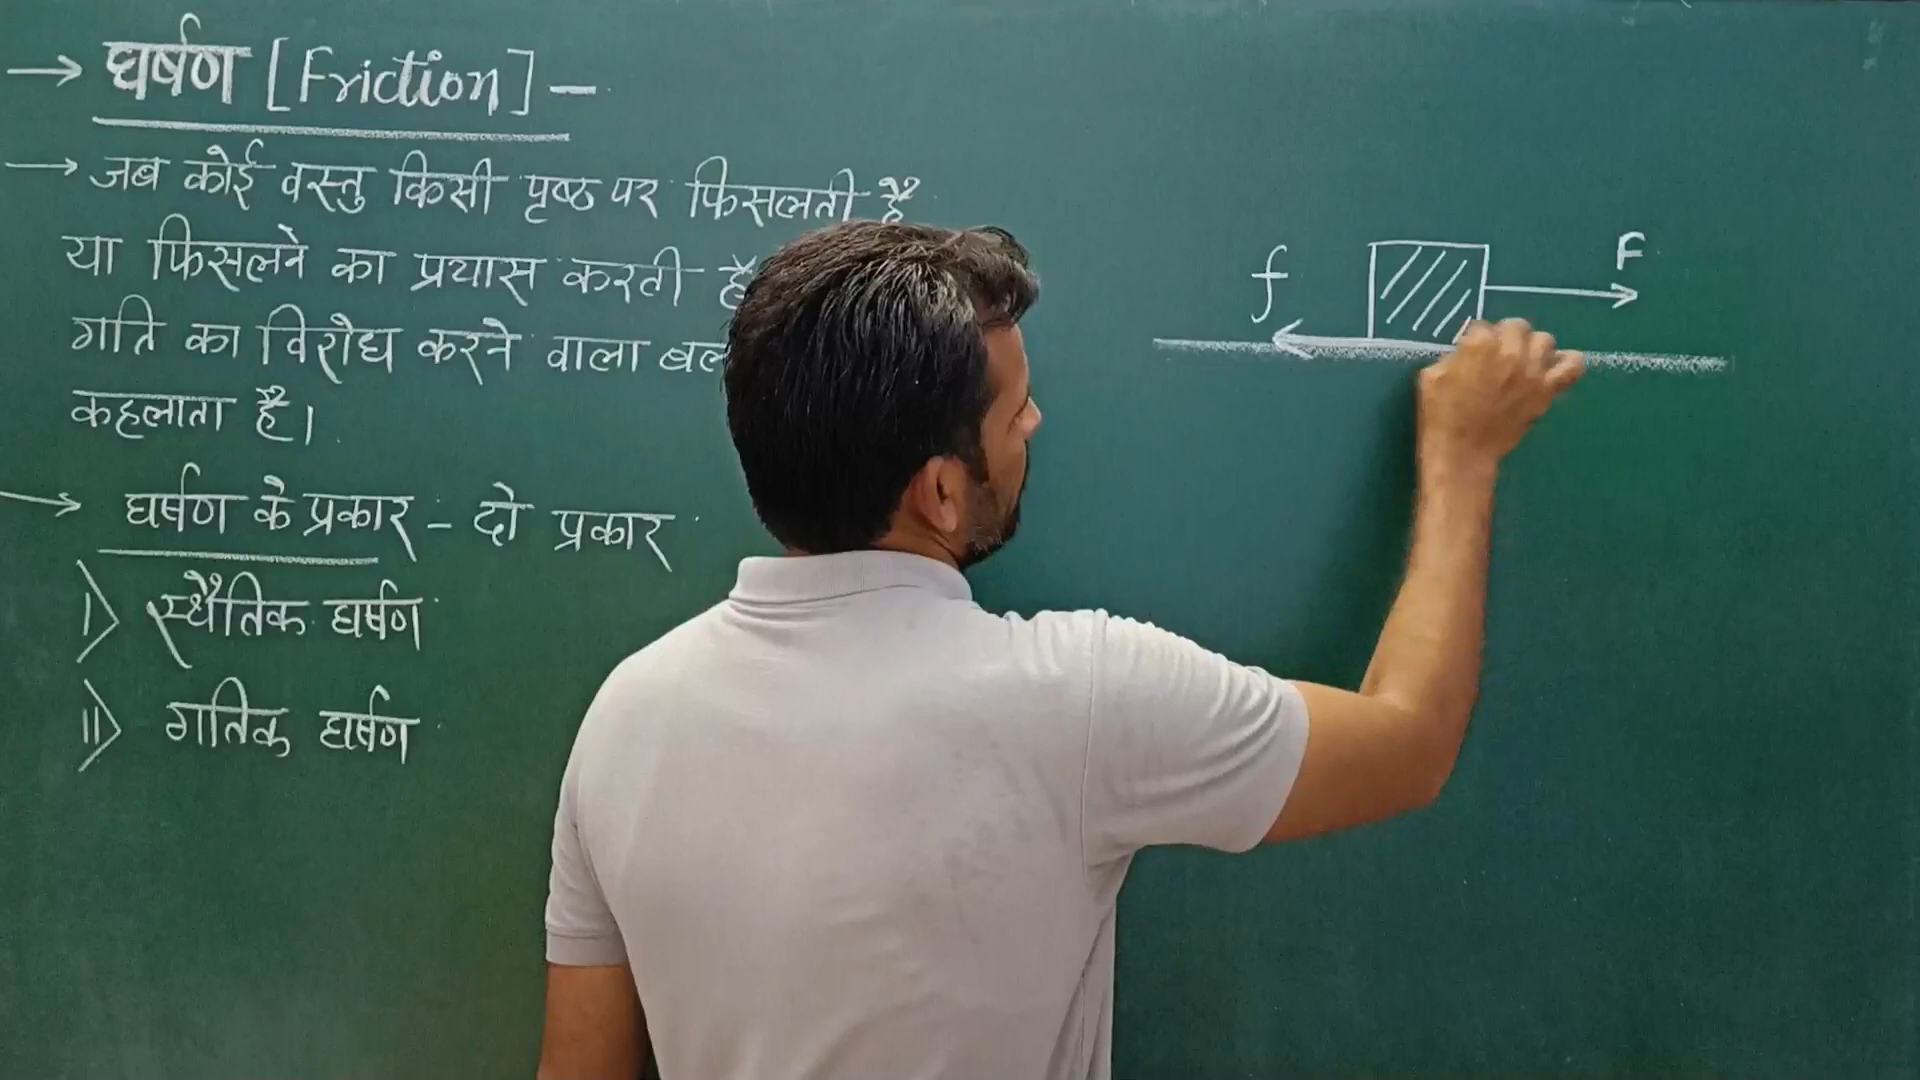 → घर्षण [Friction] -
→ जब कोई वस्तु किसी पृष्ठ पर फिसलती है
या फिसलने का प्रयास करती है
गति का विरोध करने वाला बल
कहलाता है।
→ घर्षण के प्रकार - दो प्रकार
I> स्थैतिक घर्षण
II> गतिक घर्षण
f
F